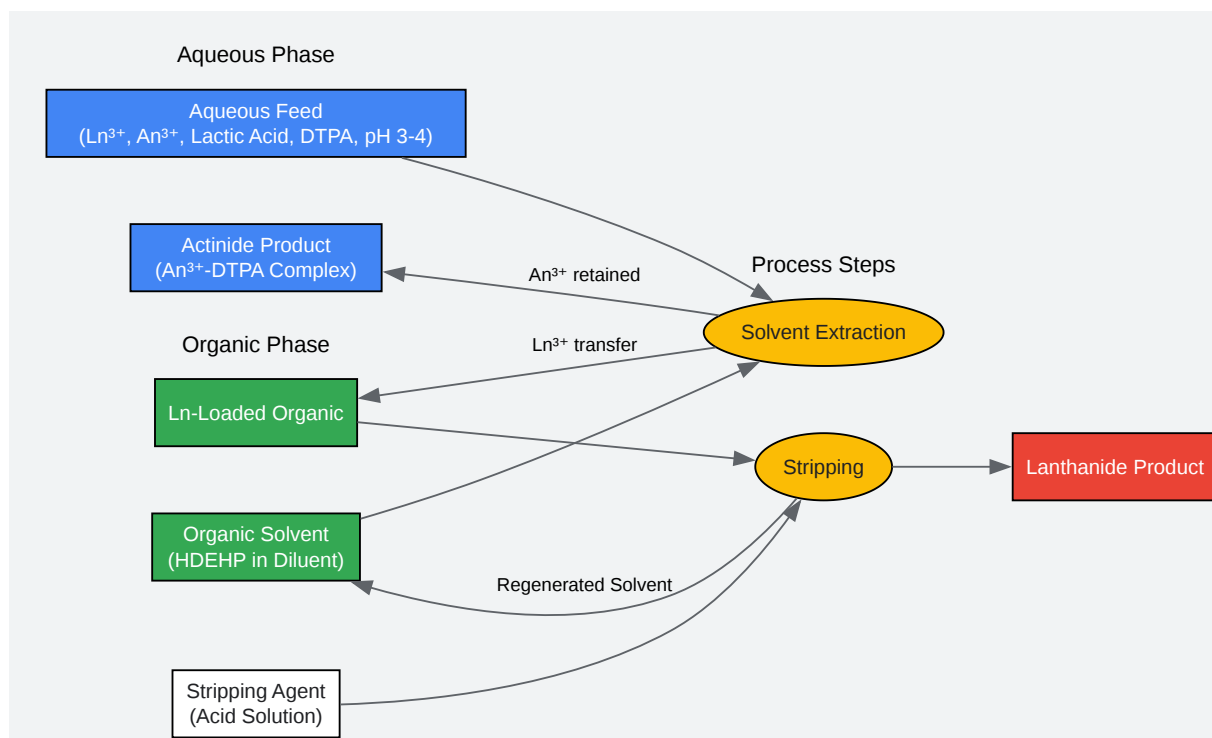 Aqueous Phase
Aqueous Feed
(Ln³⁺, An³⁺, Lactic Acid, DTPA, pH 3-4)
Actinide Product
(An³⁺-DTPA Complex)
An³⁺ retained
Process Steps
Solvent Extraction
Organic Phase
Ln³⁺ transfer
Ln-Loaded Organic
Stripping
Lanthanide Product
Organic Solvent
(HDEHP in Diluent)
Regenerated Solvent
Stripping Agent
(Acid Solution)